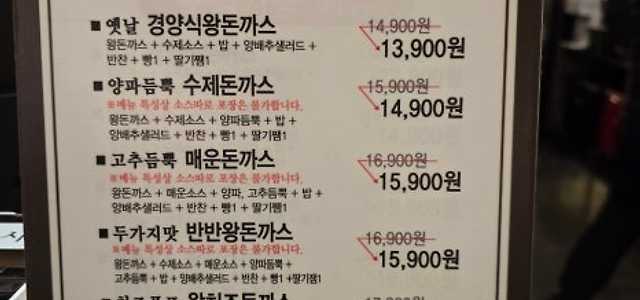 ■ 옛날 경양식왕돈까스 14,900원
13,900원
왕돈까스 + 수제소스 + 밥 + 양배추샐러드 +
반찬 + 빵1 + 딸기쨈1
■ 양파듬뿍 수제돈까스 15,900원
※메뉴 특성상 소스따로 포장은 불가합니다.
14,900원
왕돈까스 + 수제소스 + 양파듬뿍 + 밥 +
양배추샐러드 + 반찬 + 빵1 + 딸기쨈1
■ 고추듬뿍 매운돈까스 16,900원
※메뉴 특성상 소스따로 포장은 불가합니다.
15,900원
왕돈까스 + 매운소스 + 양파, 고추듬뿍 + 밥 +
양배추샐러드 + 반찬 + 빵1 + 딸기쨈1
■ 두가지맛 반반왕돈까스 16,900원
※메뉴 특성상 소스따로 포장은 불가합니다.
15,900원
왕돈까스 + 수제소스 + 매운소스 + 양파듬뿍 +
고추듬뿍 + 밥 + 양배추샐러드 + 반찬 + 빵1 +딸기쨈1